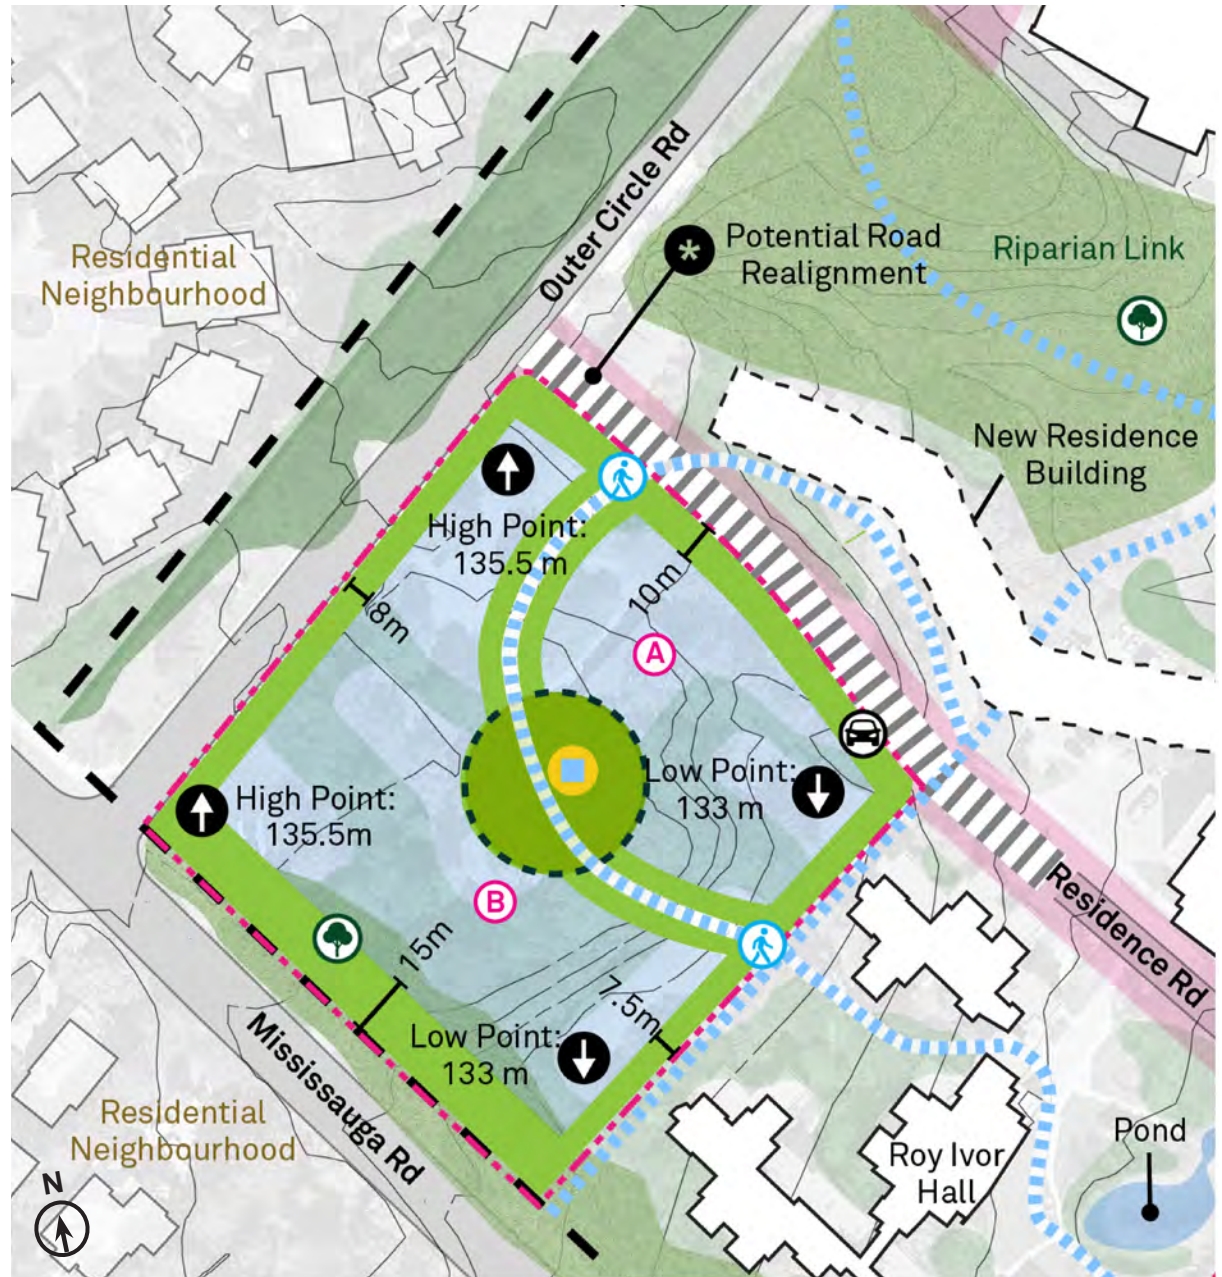 Outer Circle Rd
Residential
Neighbourhood
*
Potential Road
Realignment
Riparian Link
New Residence
Building
High Point:
135.5 m
10m
8m
A
High Point:
135.5m
Low Point:
133 m
B
15m
7.5m
Low Point:
133 m
Residence Rd
Mississauga Rd
Residential
Neighbourhood
Roy Ivor
Hall
Pond
N